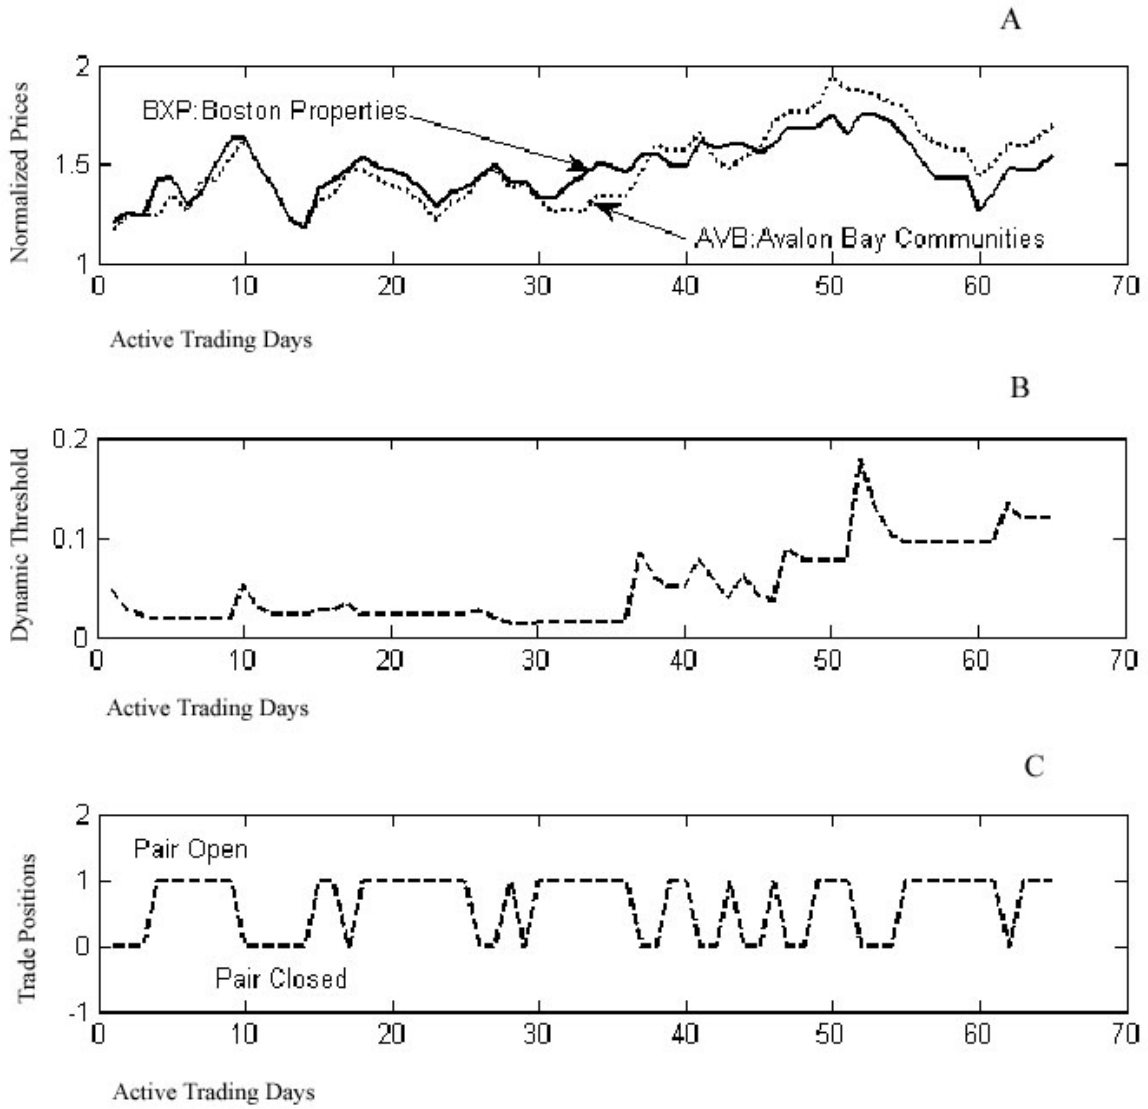 A
Normalized Prices
2
1.5
1
BXP:Boston Properties
AVB:Avalon Bay Communities
0 10 20 30 40 50 60 70
Active Trading Days
B
Dynamic Threshold
0.2
0.1
0
0 10 20 30 40 50 60 70
Active Trading Days
C
Trade Positions
2
1
0
-1
Pair Open
Pair Closed
0 10 20 30 40 50 60 70
Active Trading Days